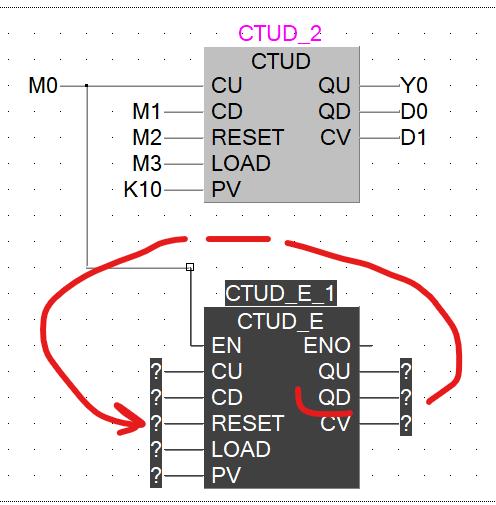 CTUD_2
CTUD
M0 CU QU Y0
M1 CD QD D0
M2 RESET CV D1
M3 LOAD
K10 PV
CTUD_E_1
CTUD_E
EN ENO
? CU QU ?
? CD QD ?
? RESET CV ?
? LOAD
? PV